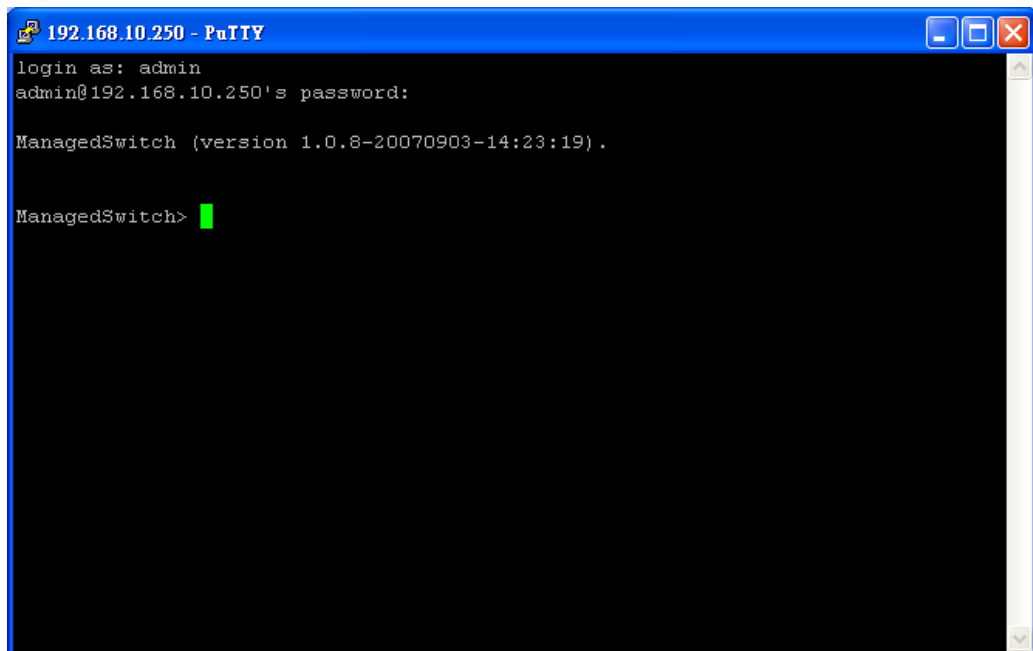 192.168.10.250 - PuTTY
login as: admin
admin@192.168.10.250's password:
ManagedSwitch (version 1.0.8-20070903-14:23:19).
ManagedSwitch>